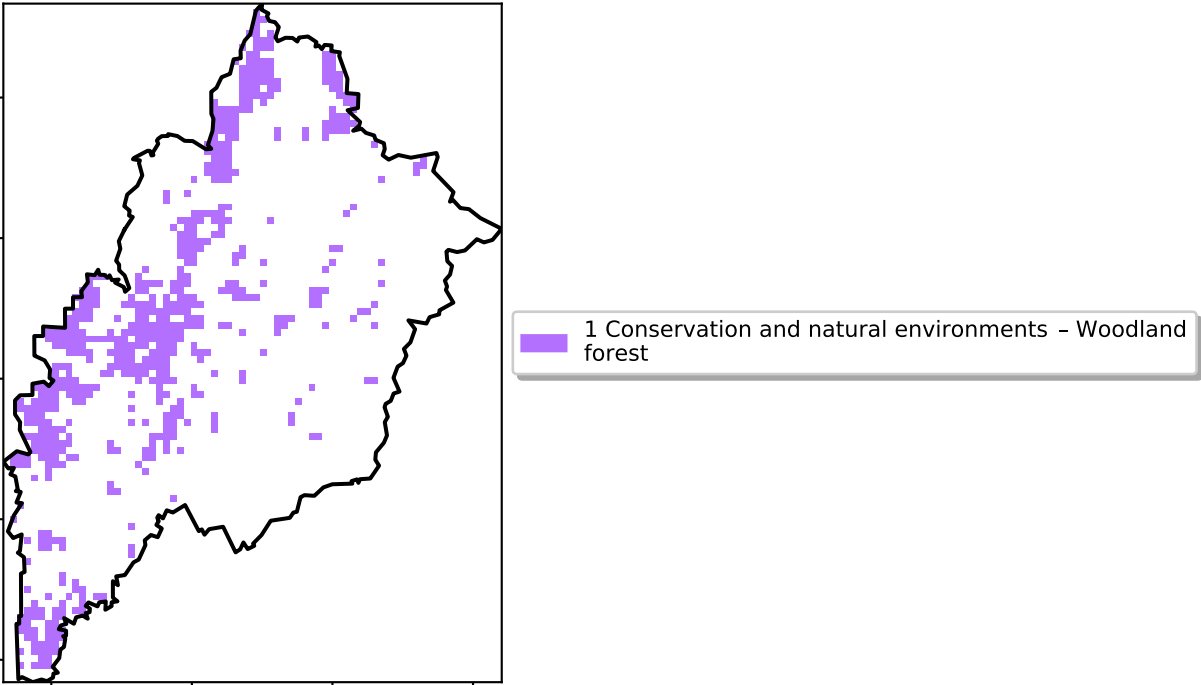 1 Conservation and natural environments – Woodland
forest